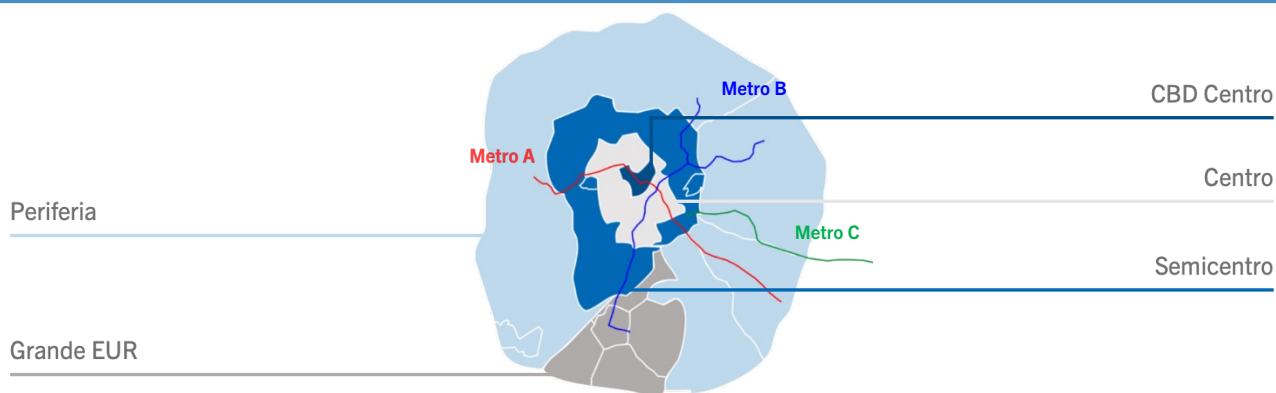 Metro B
CBD Centro
Metro A
Centro
Periferia
Metro C
Semicentro
Grande EUR